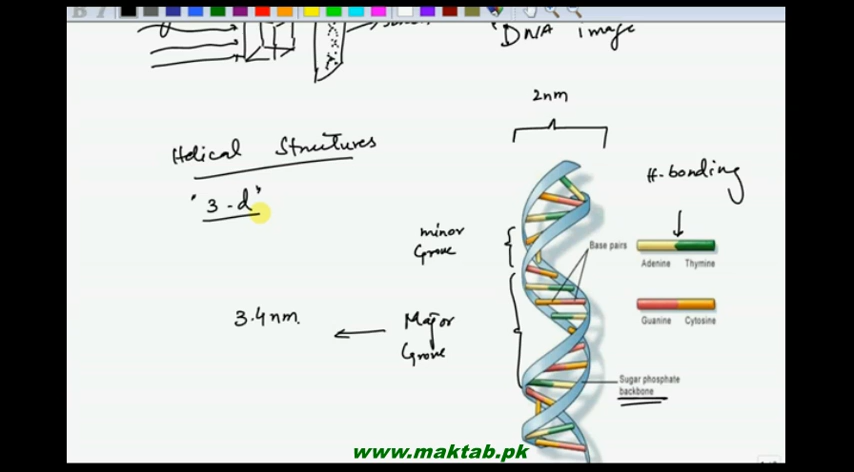 DNA image
2nm
Helical Structures
"3-d"
H-bonding
minor
Grove
Base pairs
Adenine Thymine
3.4nm.
Major
Grove
Guanine Cytosine
Sugar phosphate
backbone
www.maktab.pk